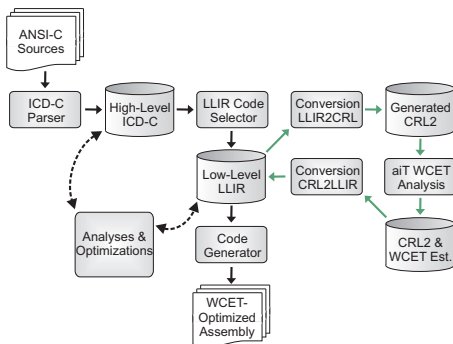 ANSI-C
Sources
ICD-C
Parser
High-Level
ICD-C
LLIR Code
Selector
Conversion
LLIR2CRL
Generated
CRL2
Low-Level
LLIR
Conversion
CRL2LLIR
aiT WCET
Analysis
Analyses &
Optimizations
Code
Generator
CRL2 &
WCET Est.
WCET-
Optimized
Assembly